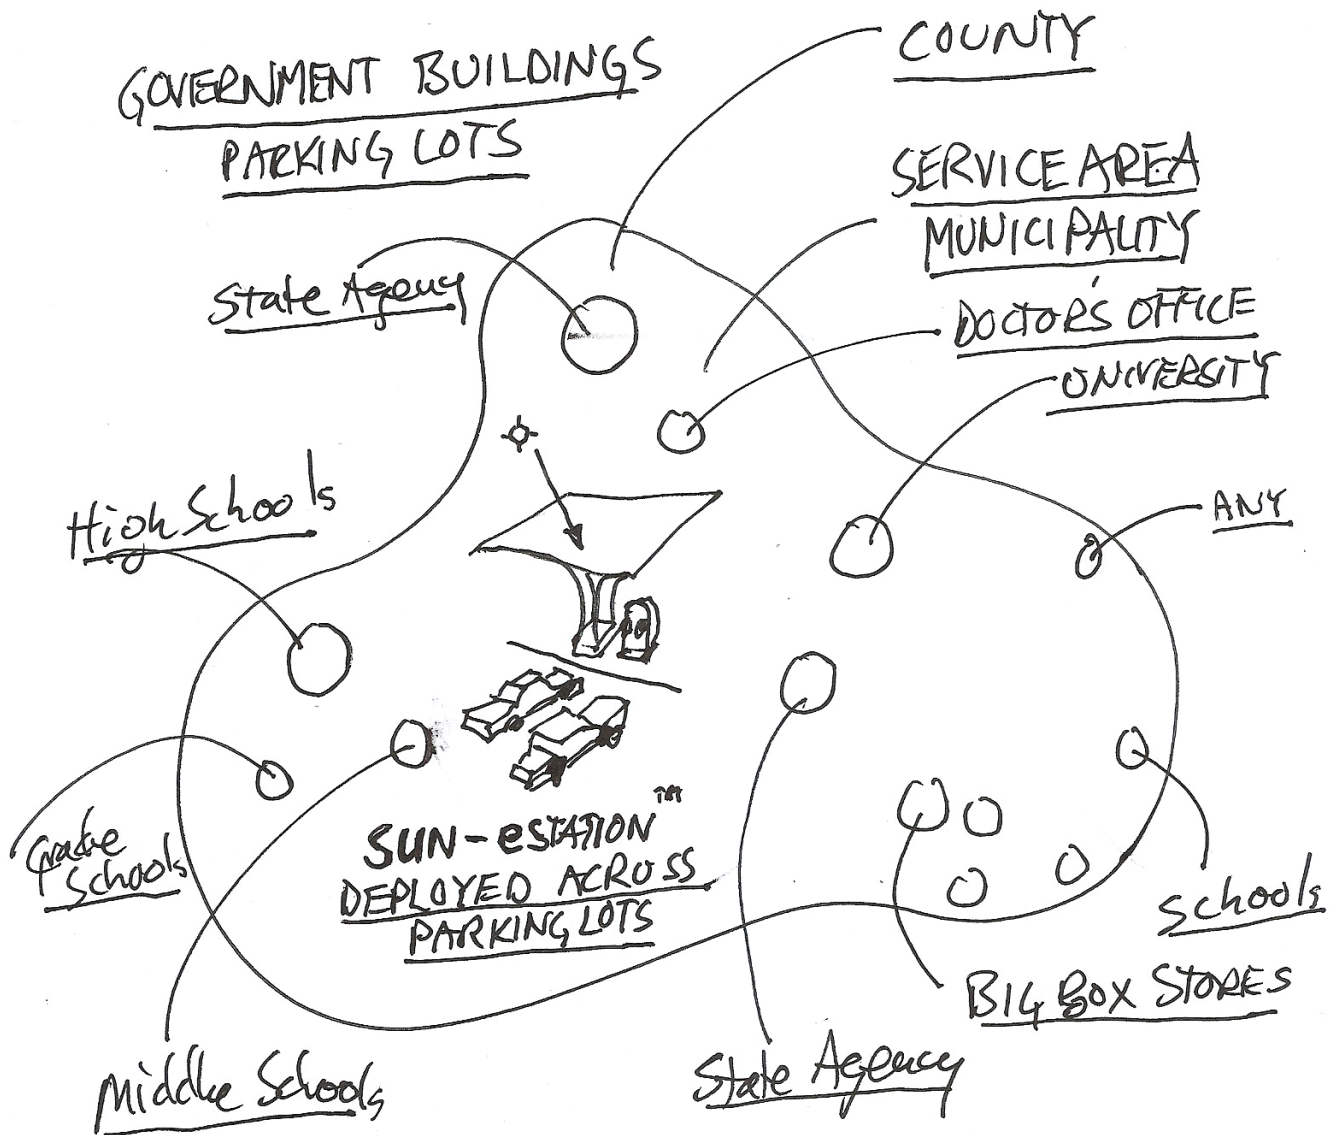 GOVERNMENT BUILDINGS
PARKING LOTS
COUNTY
SERVICE AREA
MUNICIPALITY
State Agency
DOCTOR'S OFFICE
UNIVERSITY
High Schools
ANY
Grade
Schools
SUN-eSTATION™
DEPLOYED ACROSS
PARKING LOTS
Schools
BIG BOX STORES
Middle Schools
State Agency